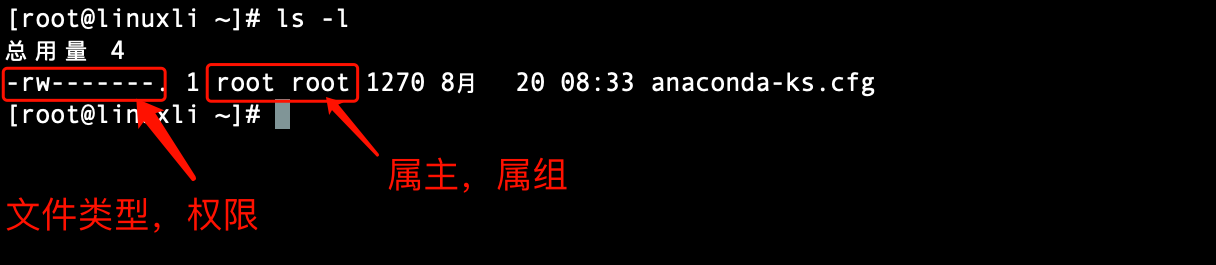 [root@linuxli ~]# ls -l
总用量 4
-rw-------. 1 root root 1270 8月  20 08:33 anaconda-ks.cfg
[root@linuxli ~]#
属主，属组
文件类型，权限